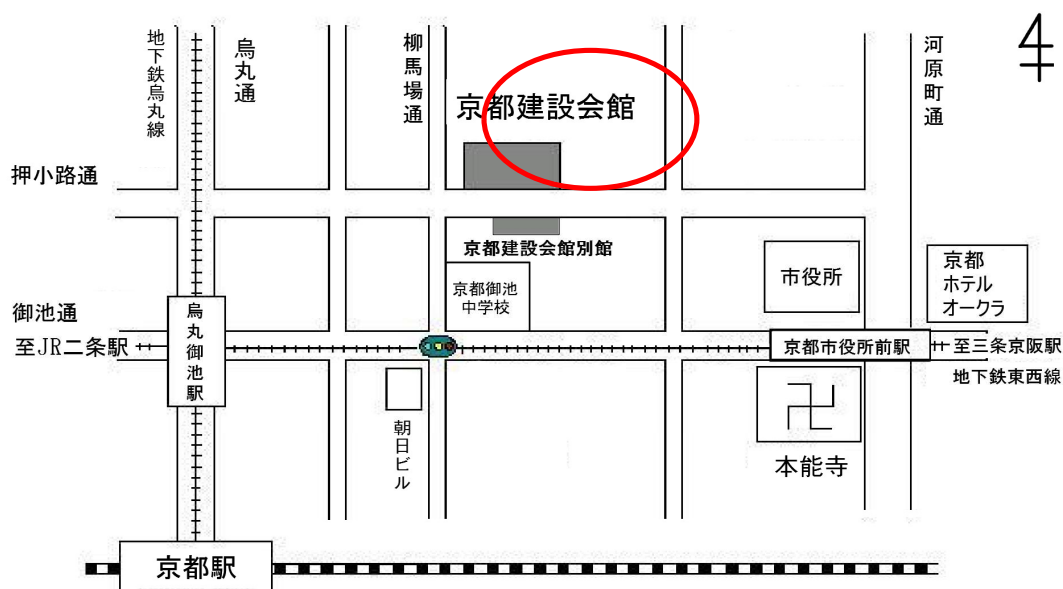 地下鉄烏丸線
烏丸通
柳馬場通
京都建設会館
河原町通
押小路通
京都建設会館別館
京都御池
中学校
市役所
京都
ホテル
オークラ
御池通
至JR二条駅
烏丸御池駅
京都市役所前駅
至三条京阪駅
地下鉄東西線
朝日ビル
本能寺
京都駅